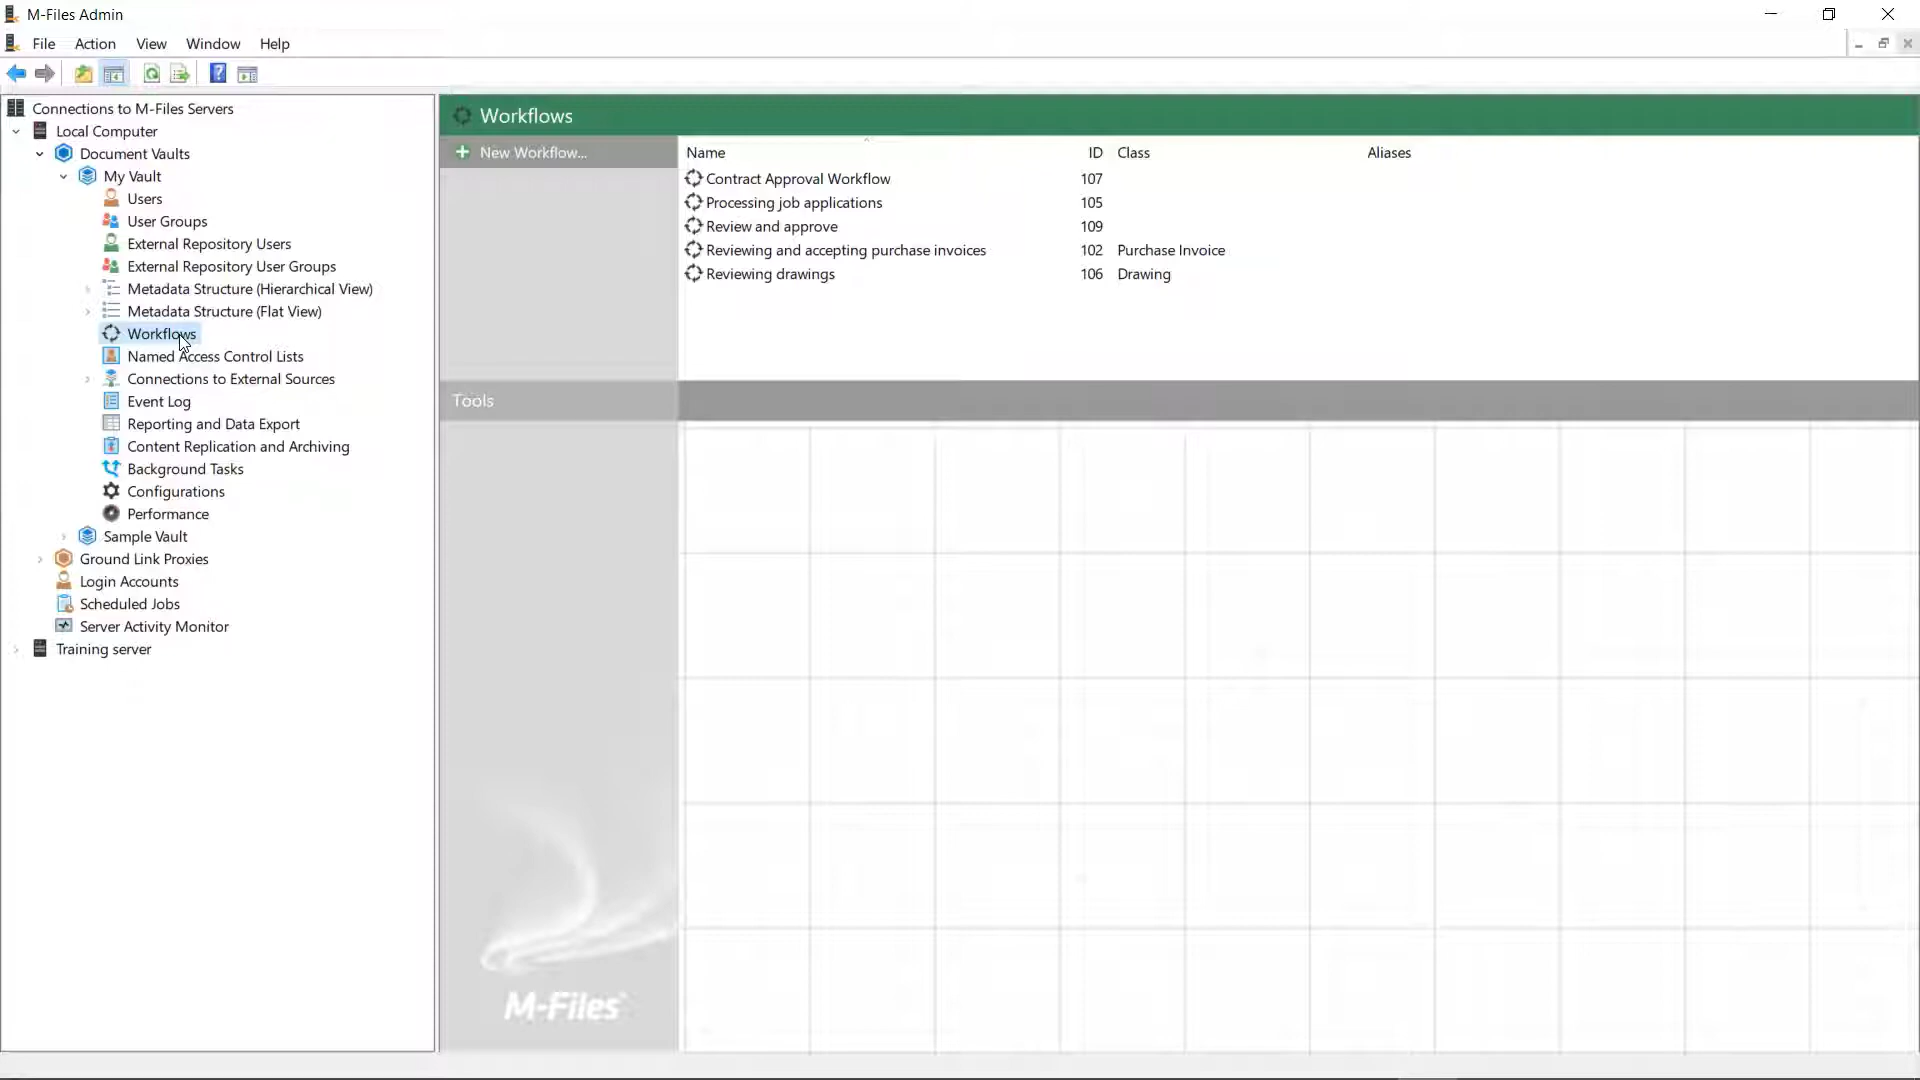 M-Files Admin
File Action View Window Help
Connections to M-Files Servers
Local Computer
Document Vaults
My Vault
Users
User Groups
External Repository Users
External Repository User Groups
Metadata Structure (Hierarchical View)
Metadata Structure (Flat View)
Workflows
Named Access Control Lists
Connections to External Sources
Event Log
Reporting and Data Export
Content Replication and Archiving
Background Tasks
Configurations
Performance
Sample Vault
Ground Link Proxies
Login Accounts
Scheduled Jobs
Server Activity Monitor
Training server
Workflows
New Workflow...
Name ID Class Aliases
Contract Approval Workflow 107
Processing job applications 105
Review and approve 109
Reviewing and accepting purchase invoices 102 Purchase Invoice
Reviewing drawings 106 Drawing
Tools
M-Files